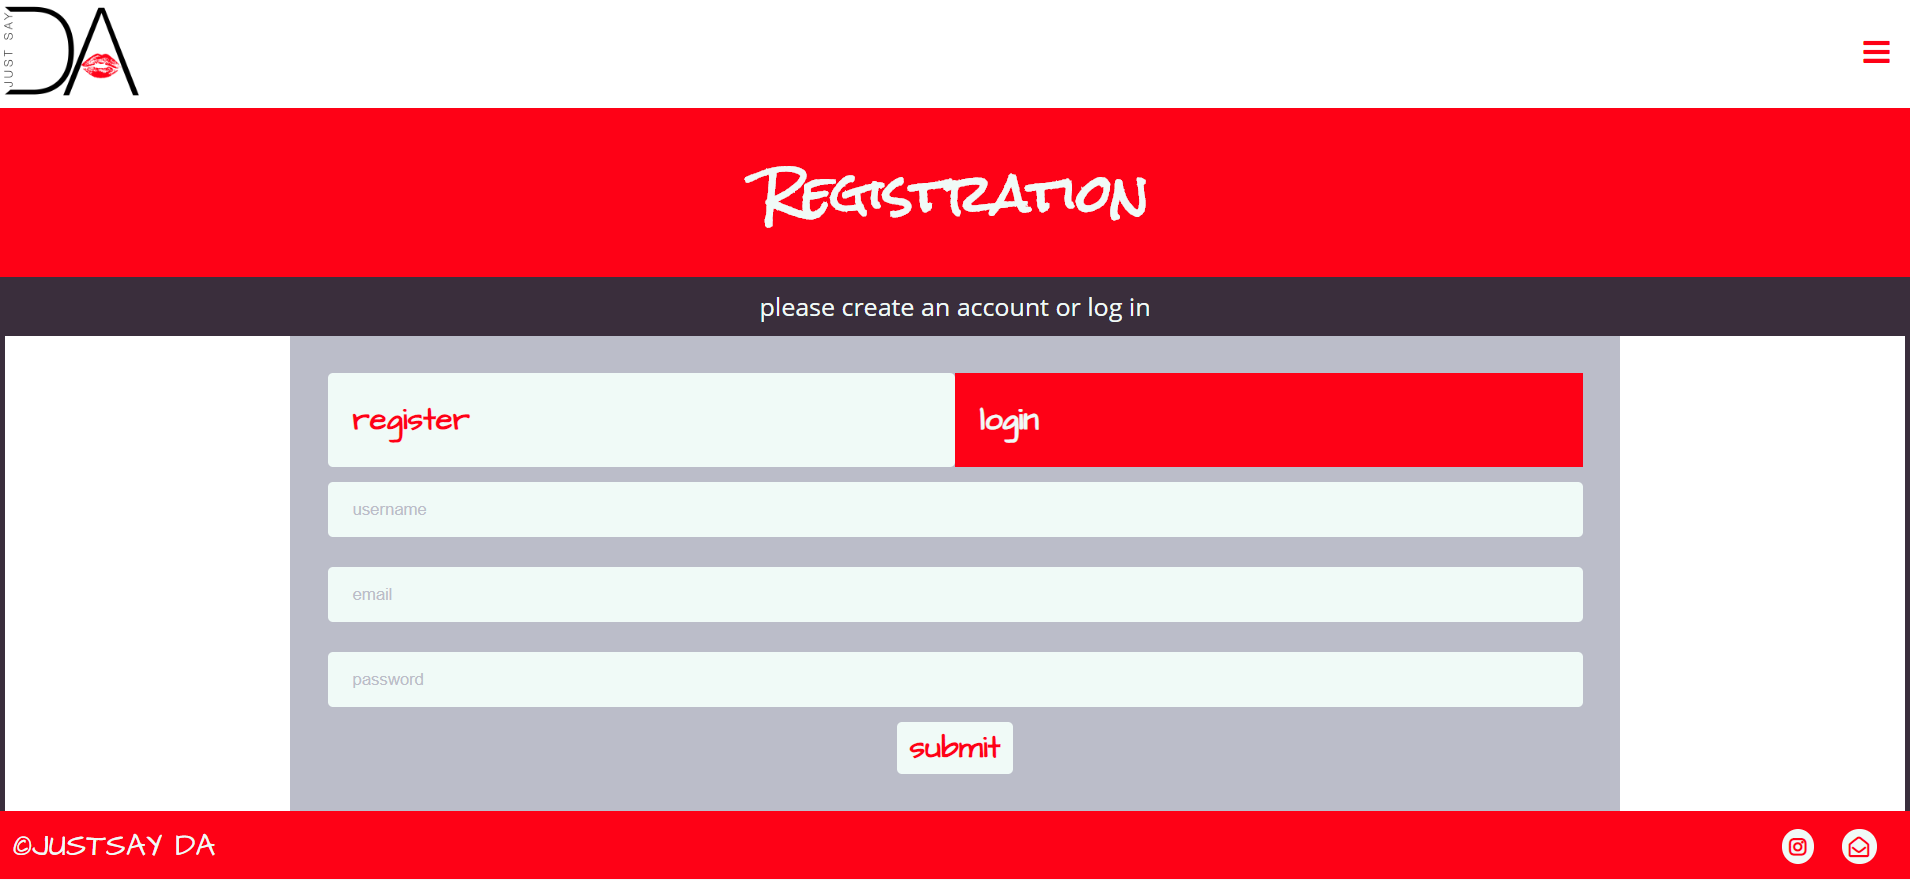 JUST SAY
DA
Registration
please create an account or log in
register
login
username
email
password
submit
©JUSTSAY DA